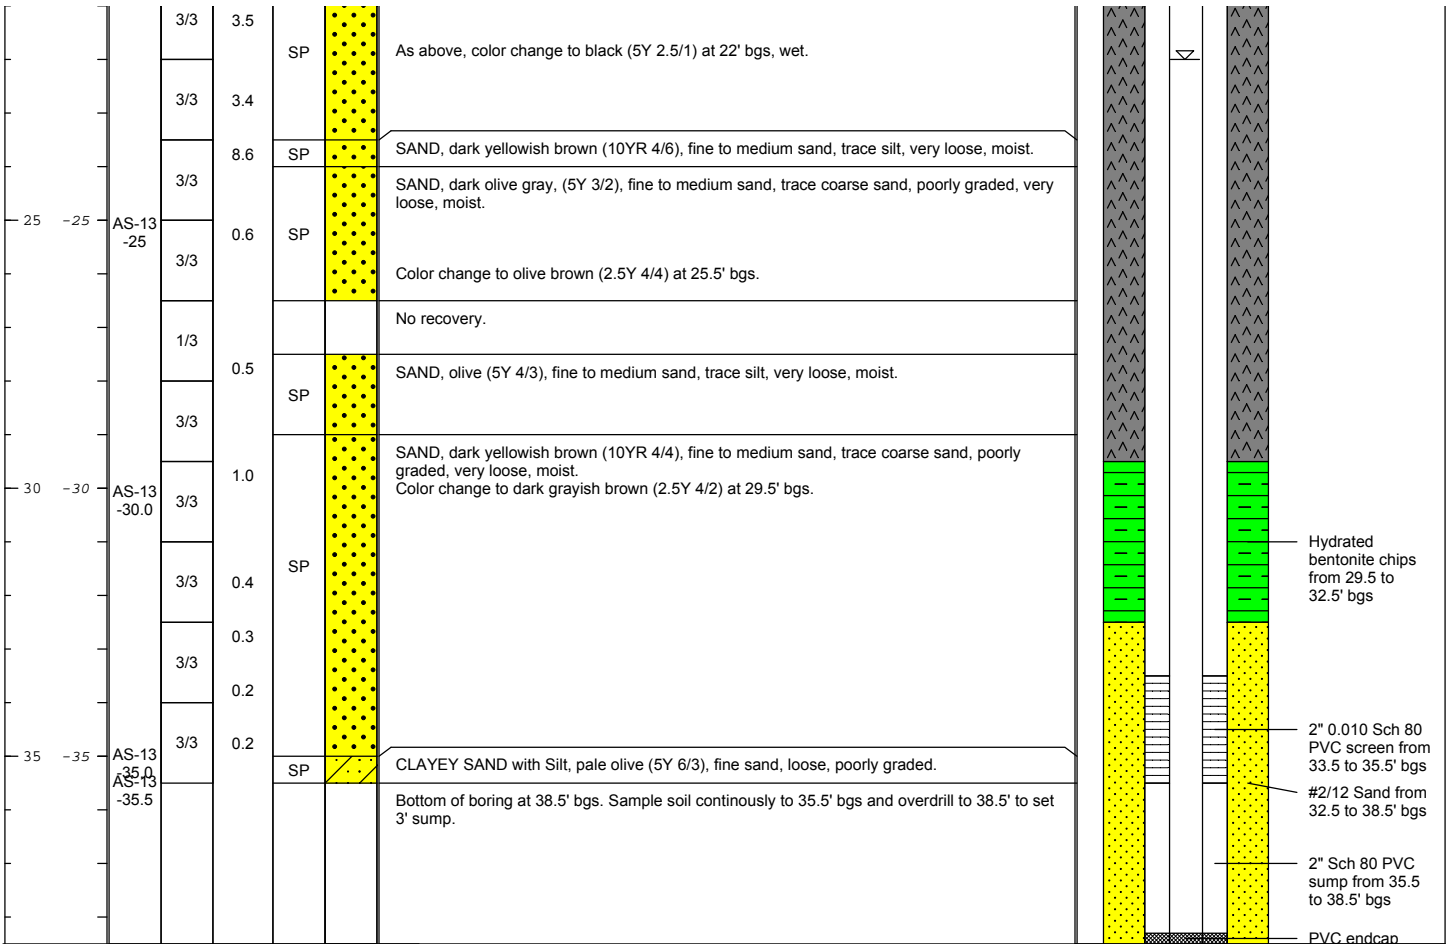 3/3
3.5
SP
As above, color change to black (5Y 2.5/1) at 22' bgs, wet.
3/3
3.4
8.6
SP
SAND, dark yellowish brown (10YR 4/6), fine to medium sand, trace silt, very loose, moist.
3/3
SAND, dark olive gray, (5Y 3/2), fine to medium sand, trace coarse sand, poorly graded, very
loose, moist.
25
-25
AS-13
-25
0.6
SP
3/3
Color change to olive brown (2.5Y 4/4) at 25.5' bgs.
No recovery.
1/3
0.5
SAND, olive (5Y 4/3), fine to medium sand, trace silt, very loose, moist.
SP
3/3
SAND, dark yellowish brown (10YR 4/4), fine to medium sand, trace coarse sand, poorly
graded, very loose, moist.
Color change to dark grayish brown (2.5Y 4/2) at 29.5' bgs.
1.0
30
-30
AS-13
-30.0
3/3
Hydrated
bentonite chips
from 29.5 to
32.5' bgs
SP
3/3
0.4
0.3
3/3
0.2
3/3
0.2
2" 0.010 Sch 80
PVC screen from
33.5 to 35.5' bgs
35
-35
AS-13
-35.0
AS-13
-35.5
SP
CLAYEY SAND with Silt, pale olive (5Y 6/3), fine sand, loose, poorly graded.
Bottom of boring at 38.5' bgs. Sample soil continously to 35.5' bgs and overdrill to 38.5' to set
3' sump.
#2/12 Sand from
32.5 to 38.5' bgs
2" Sch 80 PVC
sump from 35.5
to 38.5' bgs
PVC endcap